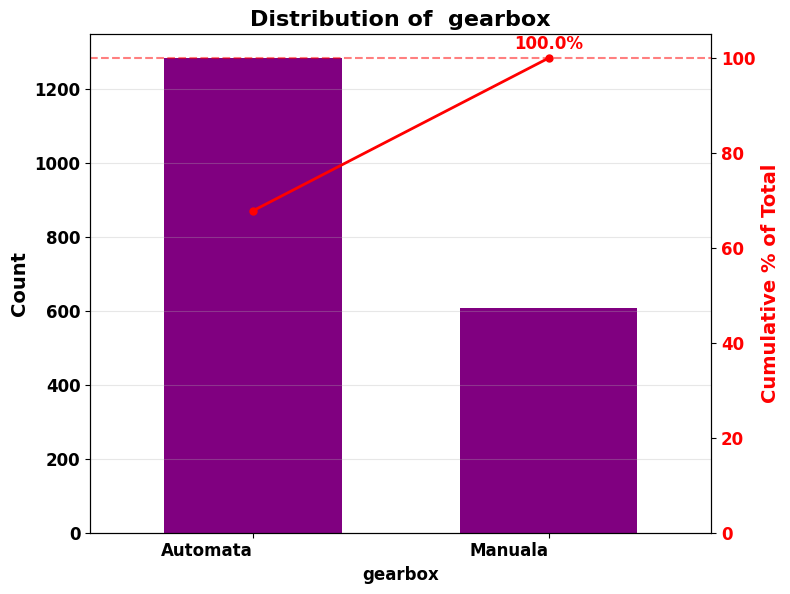 Distribution of  gearbox
100.0%
1200
1000
800
600
400
200
0
Count
100
80
60
40
20
0
Cumulative % of Total
Automata
Manuala
gearbox